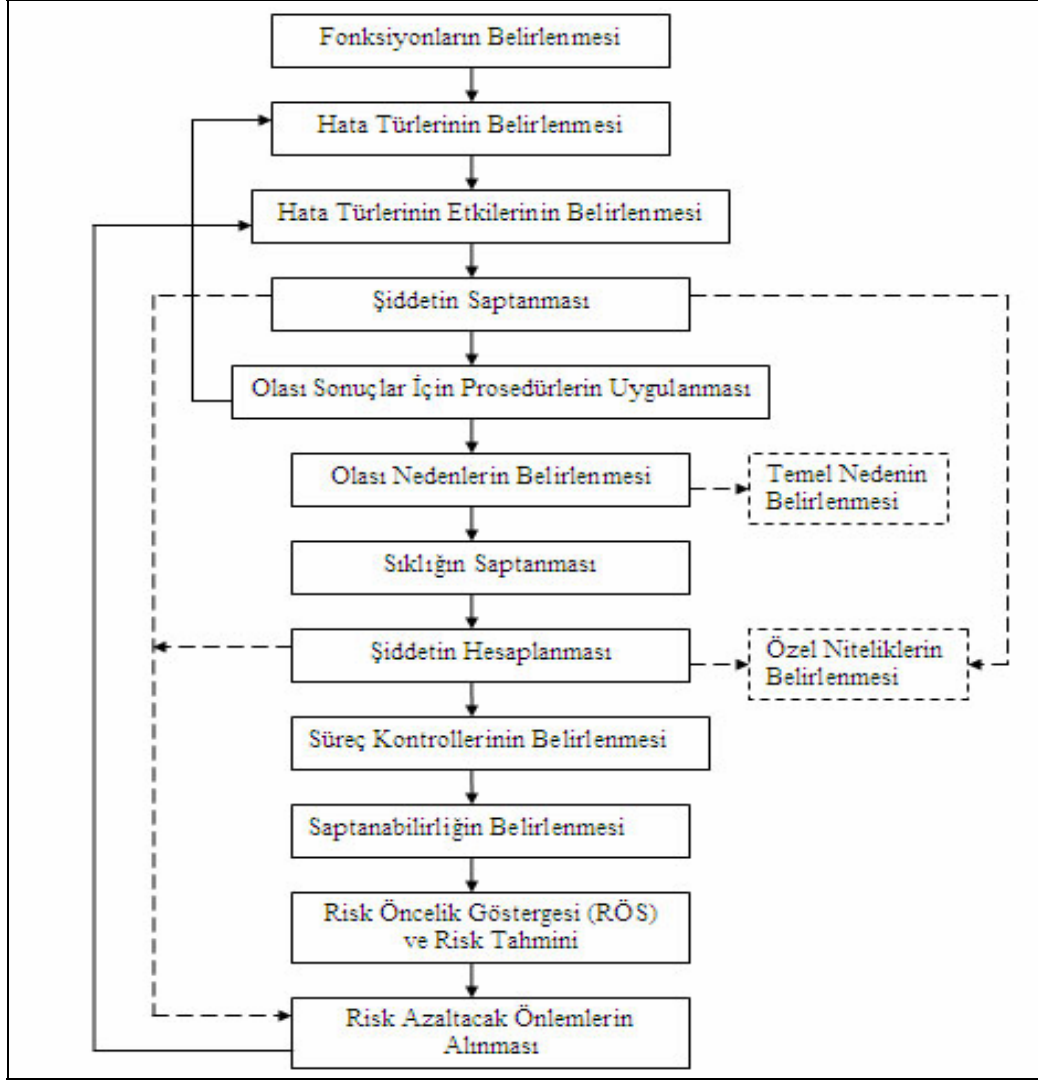 Fonksiyonların Belirlenmesi
Hata Türlerinin Belirlenmesi
Hata Türlerinin Etkilerinin Belirlenmesi
Şiddetin Saptanması
Olası Sonuçlar İçin Prosedürlerin Uygulanması
Olası Nedenlerin Belirlenmesi
Temel Nedenin
Belirlenmesi
Sıklığın Saptanması
Şiddetin Hesaplanması
Özel Niteliklerin
Belirlenmesi
Süreç Kontrollerinin Belirlenmesi
Saptanabilirliğin Belirlenmesi
Risk Öncelik Göstergesi (RÖS)
ve Risk Tahmini
Risk Azaltacak Önlemlerin
Alınması